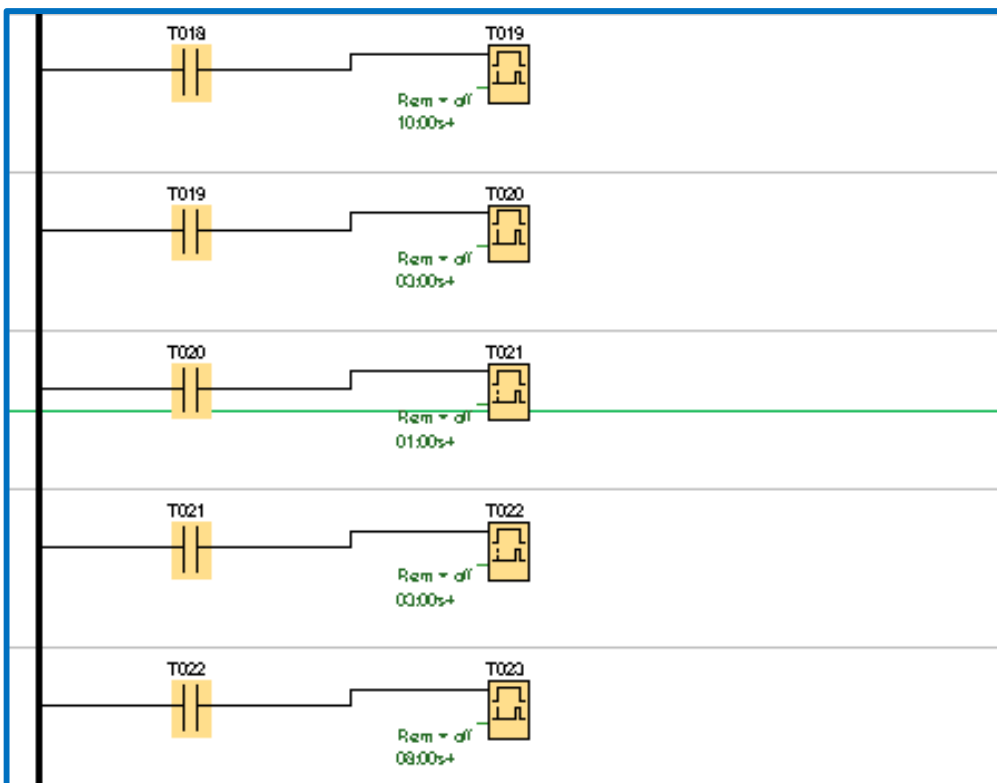 T018 T019
Rem = off
10:00s+
T019 T020
Rem = off
03:00s+
T020 T021
Rem = off
01:00s+
T021 T022
Rem = off
03:00s+
T022 T023
Rem = off
08:00s+